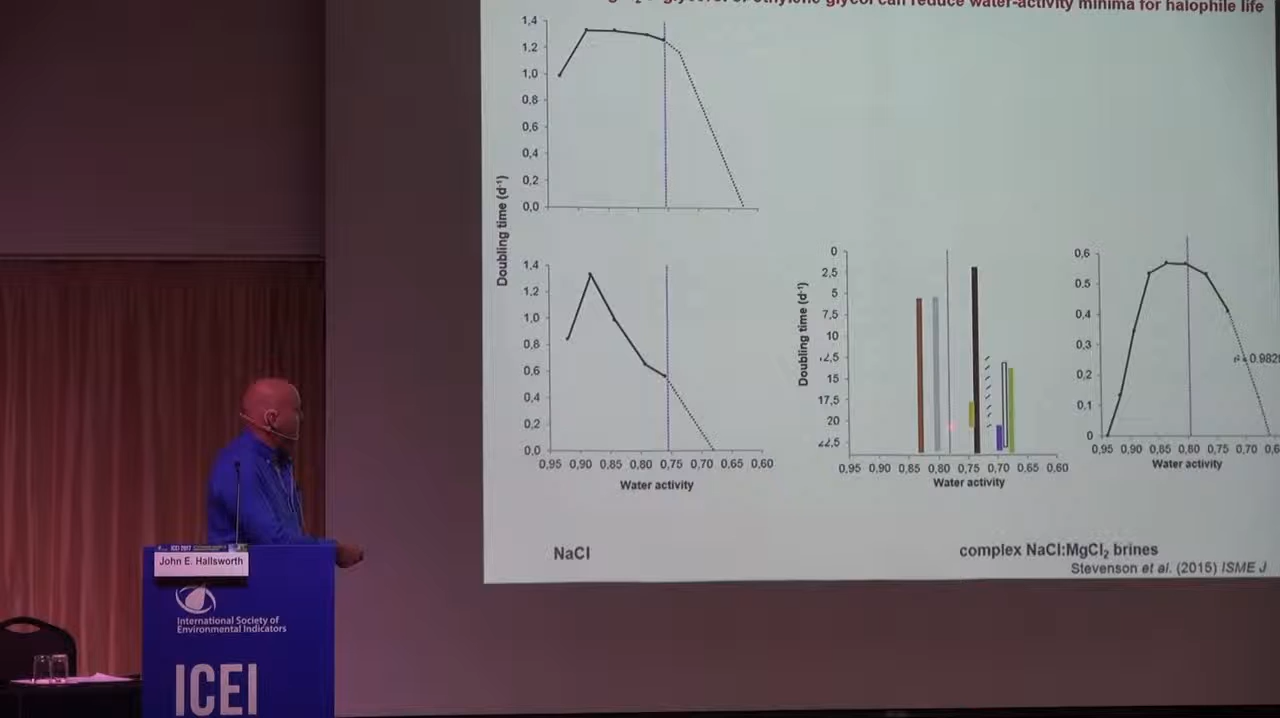 glycerol or ethylene glycol can reduce water-activity minima for halophile life
1,4
1,2
1,0
0,8
0,6
0,4
0,2
0,0
Doubling time (d-1)
1,4
1,2
1,0
0,8
0,6
0,4
0,2
0,0
0,95 0,90 0,85 0,80 0,75 0,70 0,65 0,60
Water activity
NaCl
0
2,5
5
7,5
10
15
17,5
20
Doubling time (d-1)
0,95 0,90 0,85 0,80 0,75 0,70 0,65 0,60
Water activity
0,6
0,5
0,4
0,3
0,2
0,1
0
0,95 0,90 0,85 0,80 0,75 0,70 0,65
Water activity
complex NaCl:MgCl2 brines
Stevenson et al. (2015) ISME J
ICEI 2017
John E. Hallsworth
International Society of
Environmental Indicators
ICEI